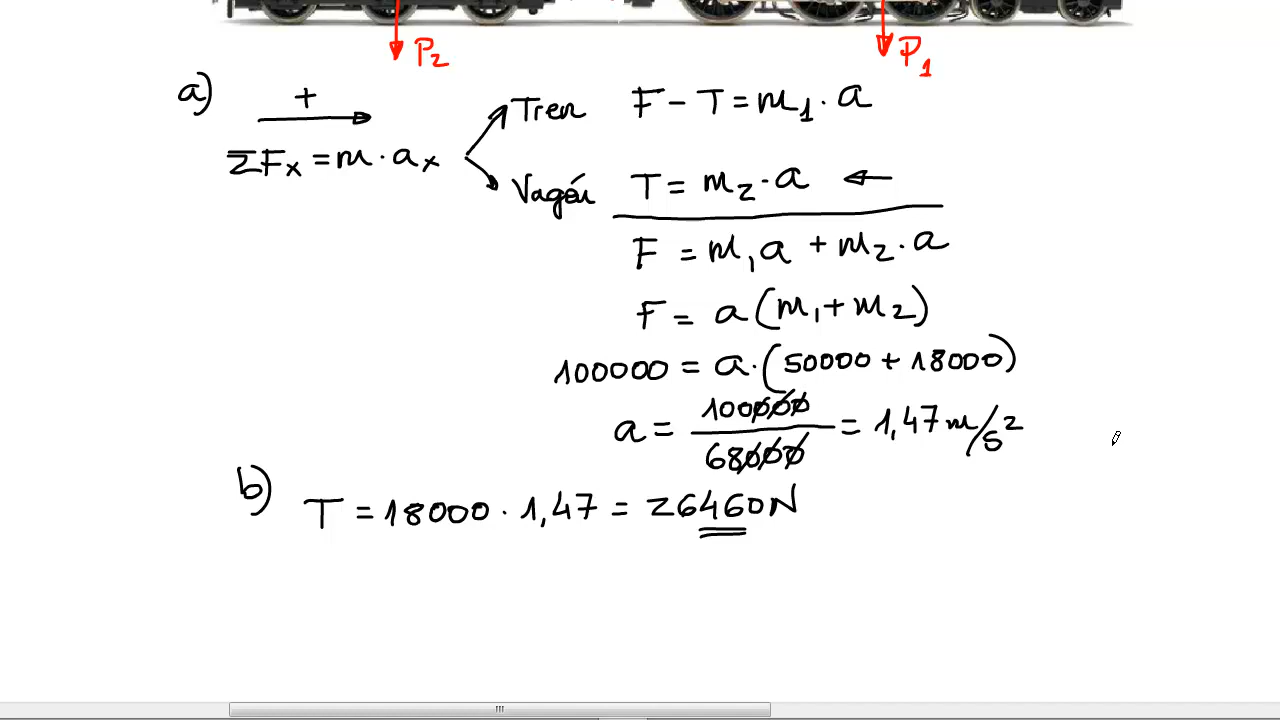 P₂ P₁
a) + Tren F - T = m₁ · a
ΣFx = m · ax
Vagón T = m₂ · a ←
F = m₁a + m₂ · a
F = a (m₁ + m₂)
100000 = a · (50000 + 18000)
a = 100000 / 68000 = 1,47 m/s²
b) T = 18000 · 1,47 = 26460 N